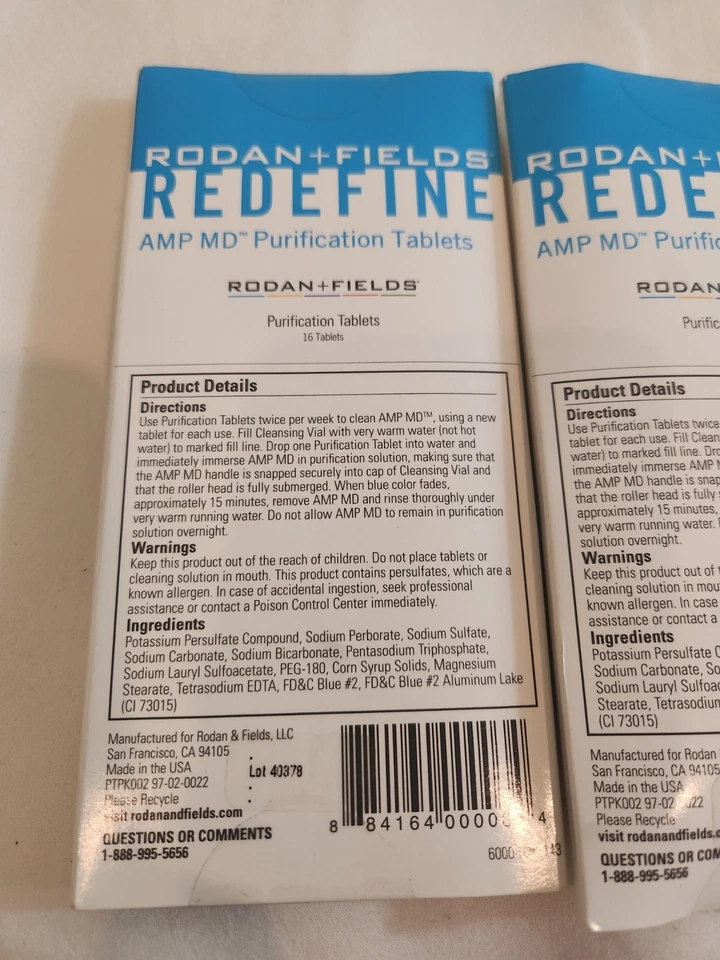 RODAN+FIELDS
REDEFINE
AMP MD™ Purification Tablets
RODAN+FIELDS
Purification Tablets
16 Tablets
Product Details
Directions
Use Purification Tablets twice per week to clean AMP MD™, using a new
tablet for each use. Fill Cleansing Vial with very warm water (not hot
water) to marked fill line. Drop one Purification Tablet into water and
immediately immerse AMP MD in purification solution, making sure that
the AMP MD handle is snapped securely into cap of Cleansing Vial and
that the roller head is fully submerged. When blue color fades,
approximately 15 minutes, remove AMP MD and rinse thoroughly under
very warm running water. Do not allow AMP MD to remain in purification
solution overnight.
Warnings
Keep this product out of the reach of children. Do not place tablets or
cleaning solution in mouth. This product contains persulfates, which are a
known allergen. In case of accidental ingestion, seek professional
assistance or contact a Poison Control Center immediately.
Ingredients
Potassium Persulfate Compound, Sodium Perborate, Sodium Sulfate,
Sodium Carbonate, Sodium Bicarbonate, Pentasodium Triphosphate,
Sodium Lauryl Sulfoacetate, PEG-180, Corn Syrup Solids, Magnesium
Stearate, Tetrasodium EDTA, FD&C Blue #2, FD&C Blue #2 Aluminum Lake
(CI 73015)
Manufactured for Rodan & Fields, LLC
San Francisco, CA 94105
Made in the USA
Lot 40378
PTPK002 97-02-0022
Please Recycle
visit rodanandfields.com
QUESTIONS OR COMMENTS
1-888-995-5656
8 84164 0000
4
RODAN+
REDE
AMP MD™
RODAN
Product Details
Directions
Use Purification Tablets twice
tablet for each use. Fill
water) to marked fill line.
immediately immerse AMP
the AMP MD handle is
that the roller head is fully
approximately 15 minutes,
very warm running water.
solution overnight.
Warnings
Keep this product out of
cleaning solution in
known allergen. In case
assistance or contact a
Ingredients
Potassium Persulfate
Sodium Carbonate,
Sodium Lauryl
Stearate,
(CI 73015)
Manufactured for Rodan
San Francisco, CA 94105
Made in the USA
PTPK002 97-02
Please Recycle
visit
QUESTIONS OR
1-888-995-5656